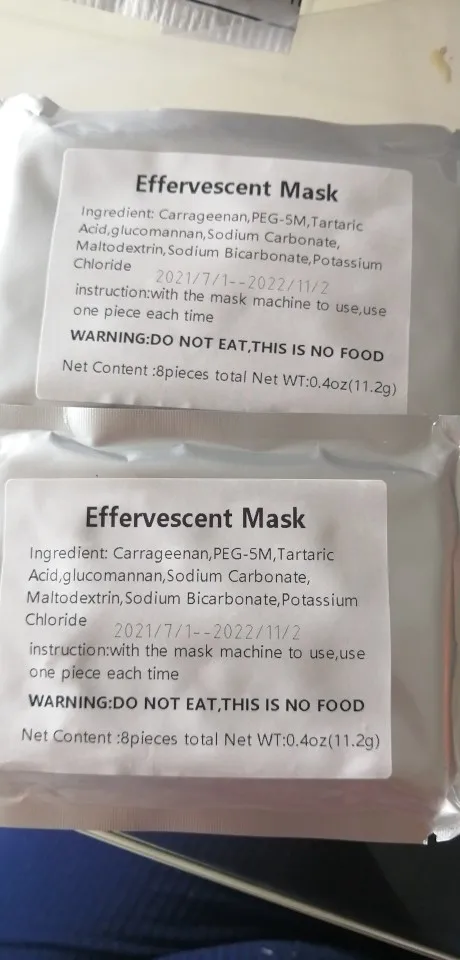 Effervescent Mask
Ingredient: Carrageenan,PEG-5M,Tartaric
Acid,glucomannan,Sodium Carbonate,
Maltodextrin,Sodium Bicarbonate,Potassium
Chloride
2021/7/1--2022/11/2
instruction:with the mask machine to use,use
one piece each time
WARNING:DO NOT EAT,THIS IS NO FOOD
Net Content :8pieces total Net WT:0.4oz(11.2g)
Effervescent Mask
Ingredient: Carrageenan,PEG-5M,Tartaric
Acid,glucomannan,Sodium Carbonate,
Maltodextrin,Sodium Bicarbonate,Potassium
Chloride
2021/7/1--2022/11/2
instruction:with the mask machine to use,use
one piece each time
WARNING:DO NOT EAT,THIS IS NO FOOD
Net Content :8pieces total Net WT:0.4oz(11.2g)